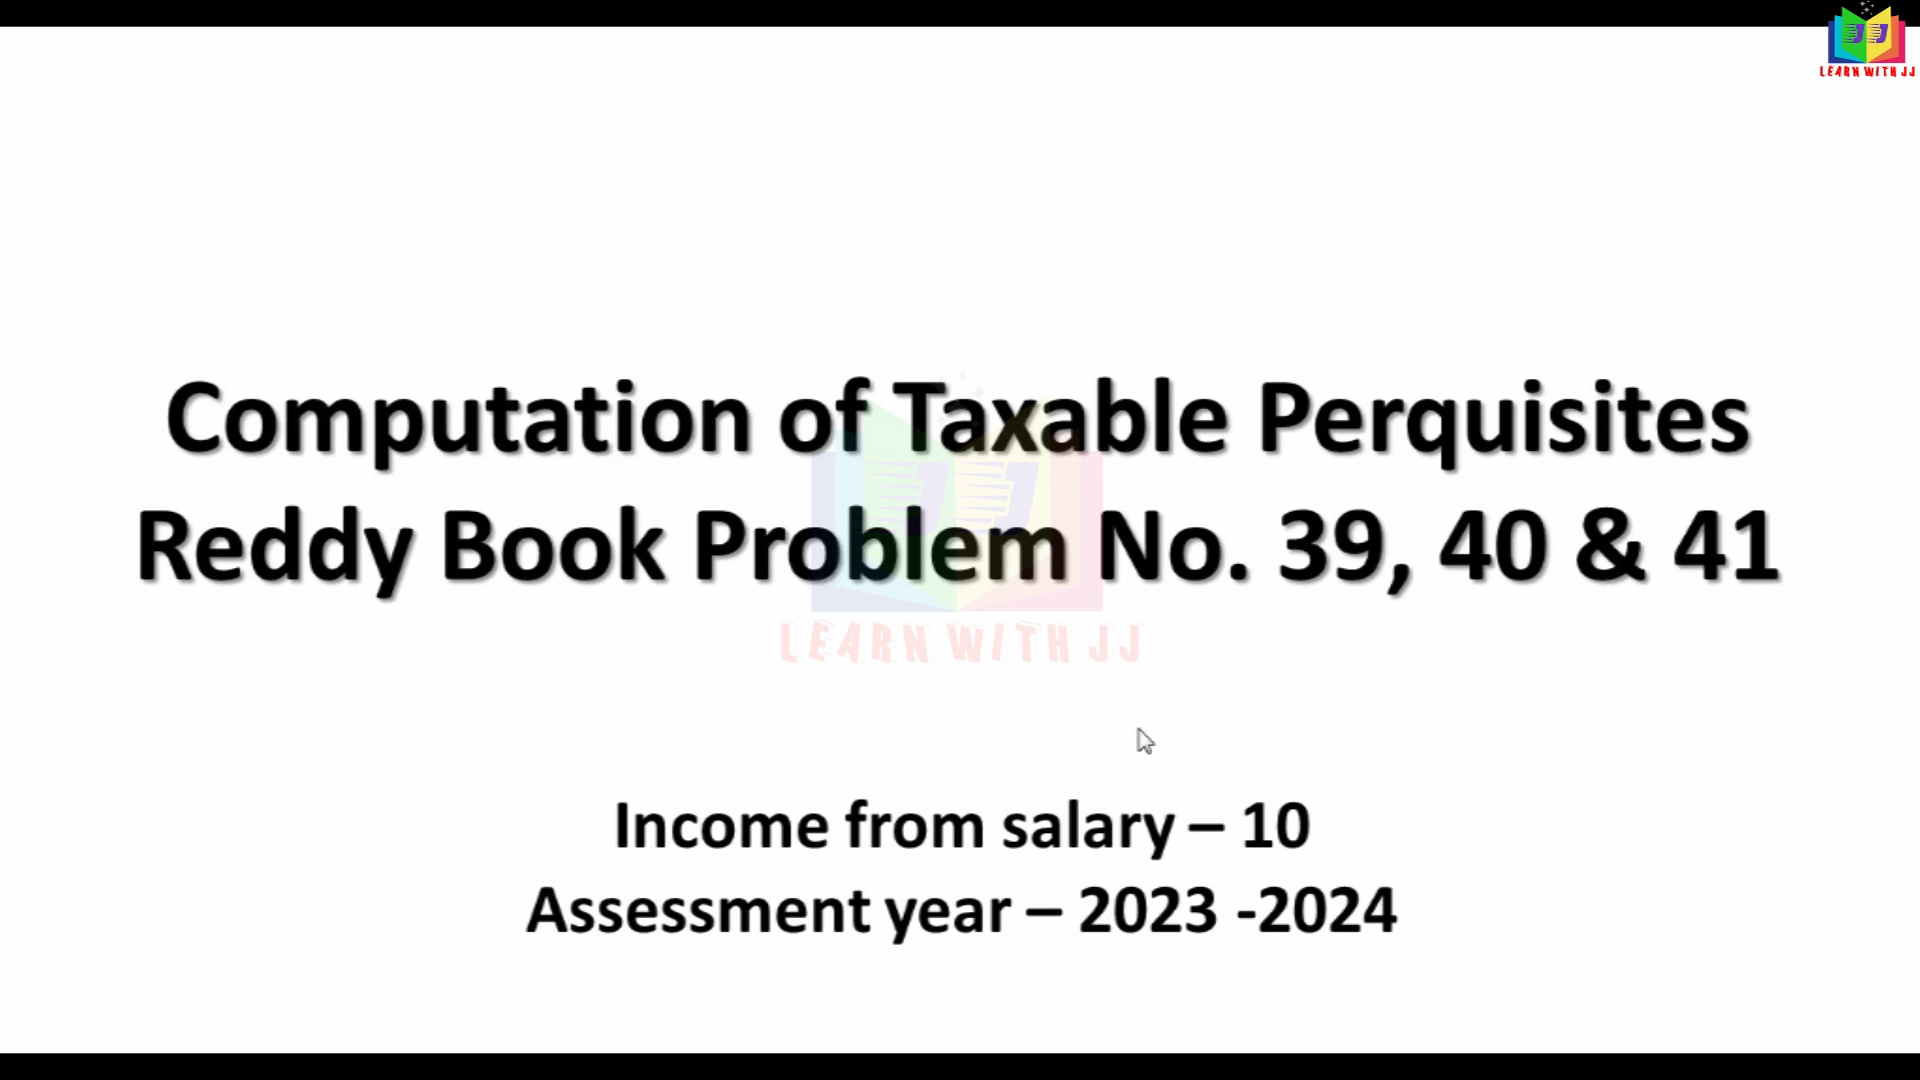 LEARN WITH JJ
Computation of Taxable Perquisites
Reddy Book Problem No. 39, 40 & 41
LEARN WITH JJ
Income from salary – 10
Assessment year – 2023 -2024